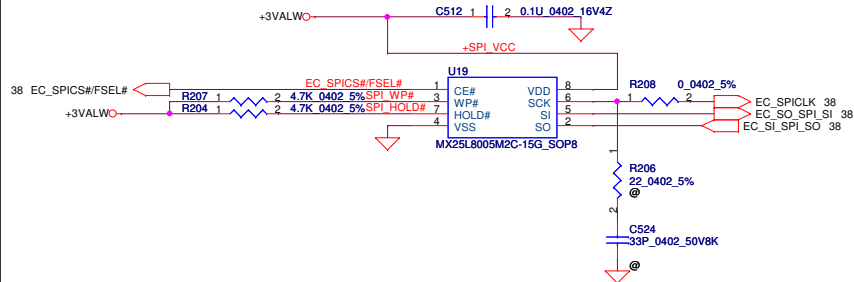 C512 1 2 0.1U_0402_16V4Z
+3VALW
+SPI_VCC
U19
38 EC_SPICS#/FSEL# EC_SPICS#/FSEL# 1 CE# VDD 8 R208 0_0402_5%
R207 1 2 4.7K_0402_5% SPI_WP# 3 WP# SCK 6 1 2 EC_SPICLK 38
+3VALW R204 1 2 4.7K_0402_5% SPI_HOLD# 7 HOLD# SI 5 EC_SO_SPI_SI 38
4 VSS SO 2 EC_SI_SPI_SO 38
MX25L8005M2C-15G_SOP8
1
R206
22_0402_5%
@
2
C524
33P_0402_50V8K
@